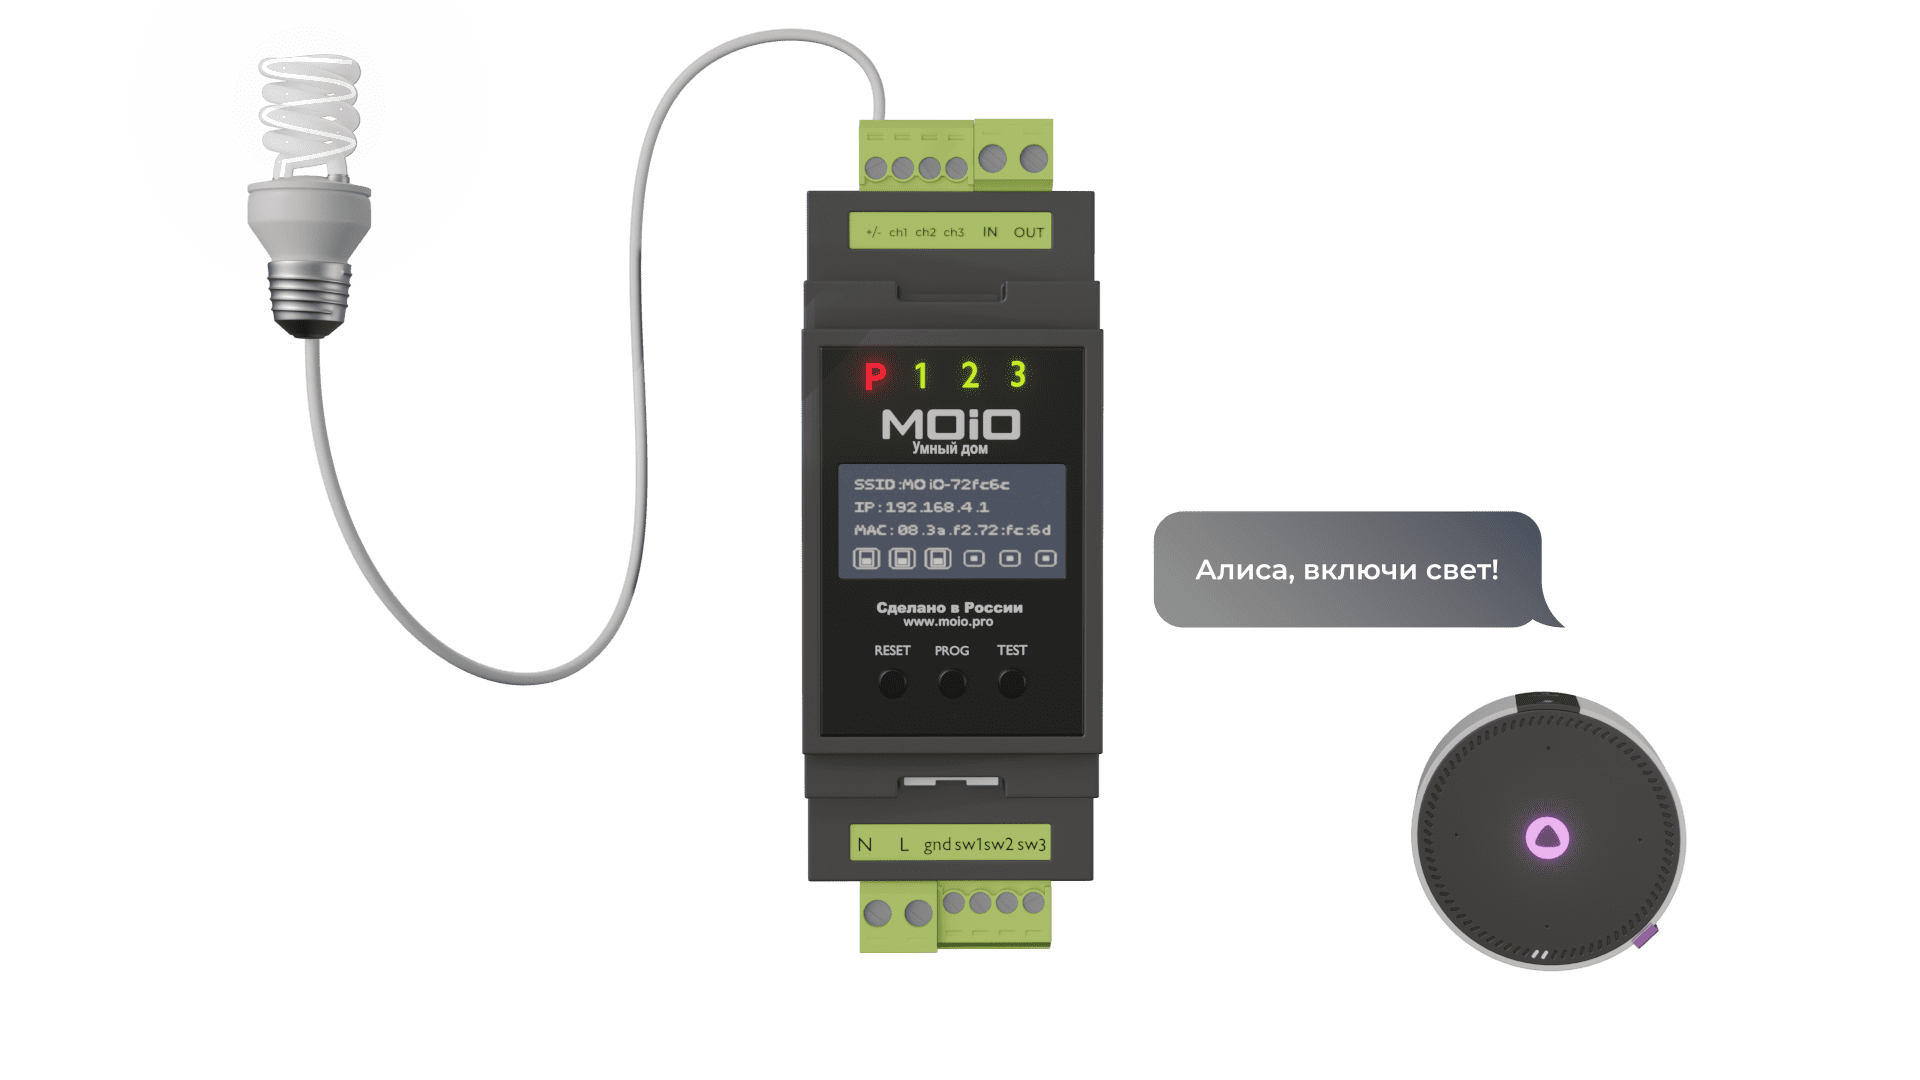 +/- ch1 ch2 ch3 IN OUT
P 1 2 3
MOiO
Умный дом
SSID:MOiO-72fc6c
IP:192.168.4.1
MAC:08.3a.f2.72:fc:6d
Сделано в России
www.moio.pro
RESET PROG TEST
N L gnd sw1 sw2 sw3
Алиса, включи свет!